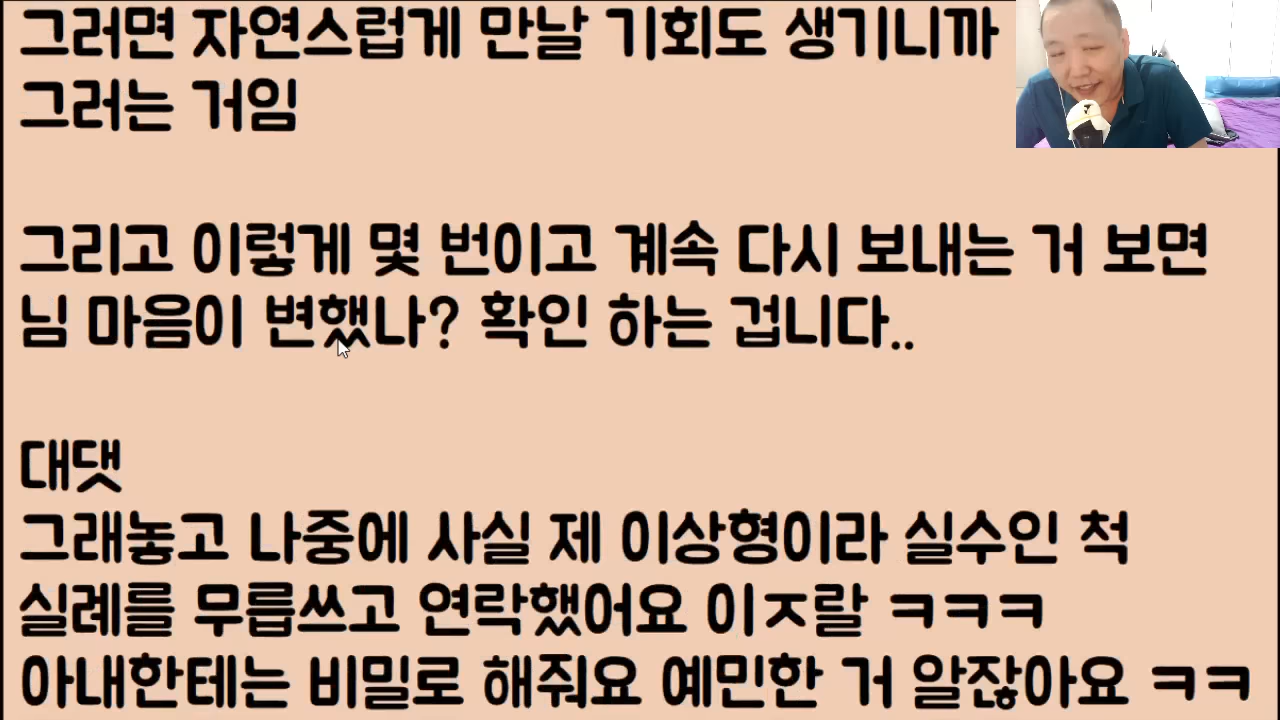 그러면 자연스럽게 만날 기회도 생기니까
그러는 거임
그리고 이렇게 몇 번이고 계속 다시 보내는 거 보면
님 마음이 변했나? 확인 하는 겁니다..
대댓
그래놓고 나중에 사실 제 이상형이라 실수인 척
실례를 무릅쓰고 연락했어요 이ㅈ랄 ㅋㅋㅋ
아내한테는 비밀로 해줘요 예민한 거 알잖아요 ㅋㅋ